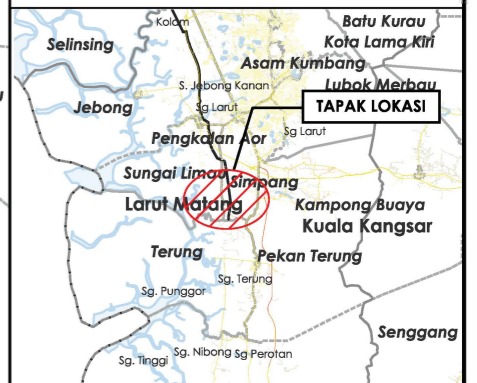 Kolam
Batu Kurau
Selinsing
Kota Lama Kiri
Asam Kumbang
S. Jebong Kanan
Lubok Merbau
Jebong
Sg Larut
TAPAK LOKASI
Pengkalan Aor
Sg Larut
Sungai Limau
Simpang
Larut Matang
Kampong Buaya
Kuala Kangsar
Terung
Pekan Terung
Sg. Terung
Sg. Punggor
Senggang
Sg. Nibong
Sg Perotan
Sg. Tinggi